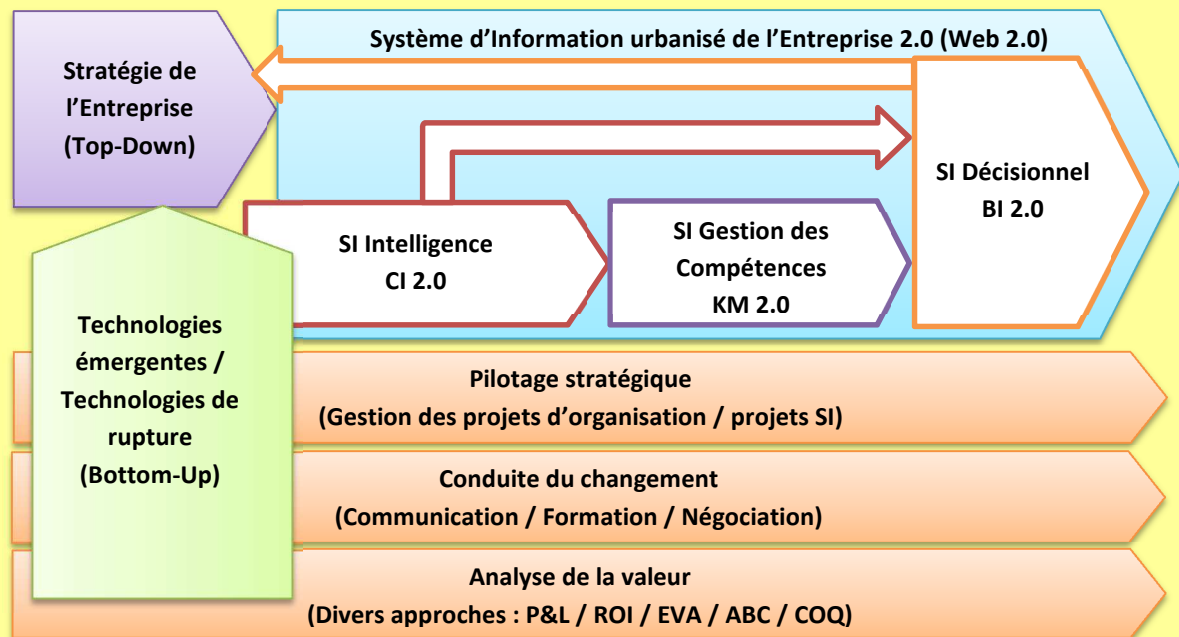 Système d’Information urbanisé de l’Entreprise 2.0 (Web 2.0)
Stratégie de
l’Entreprise
(Top-Down)
SI Décisionnel
BI 2.0
SI Intelligence
CI 2.0
SI Gestion des
Compétences
KM 2.0
Technologies
émergentes /
Technologies de
rupture
(Bottom-Up)
Pilotage stratégique
(Gestion des projets d’organisation / projets SI)
Conduite du changement
(Communication / Formation / Négociation)
Analyse de la valeur
(Divers approches : P&L / ROI / EVA / ABC / COQ)